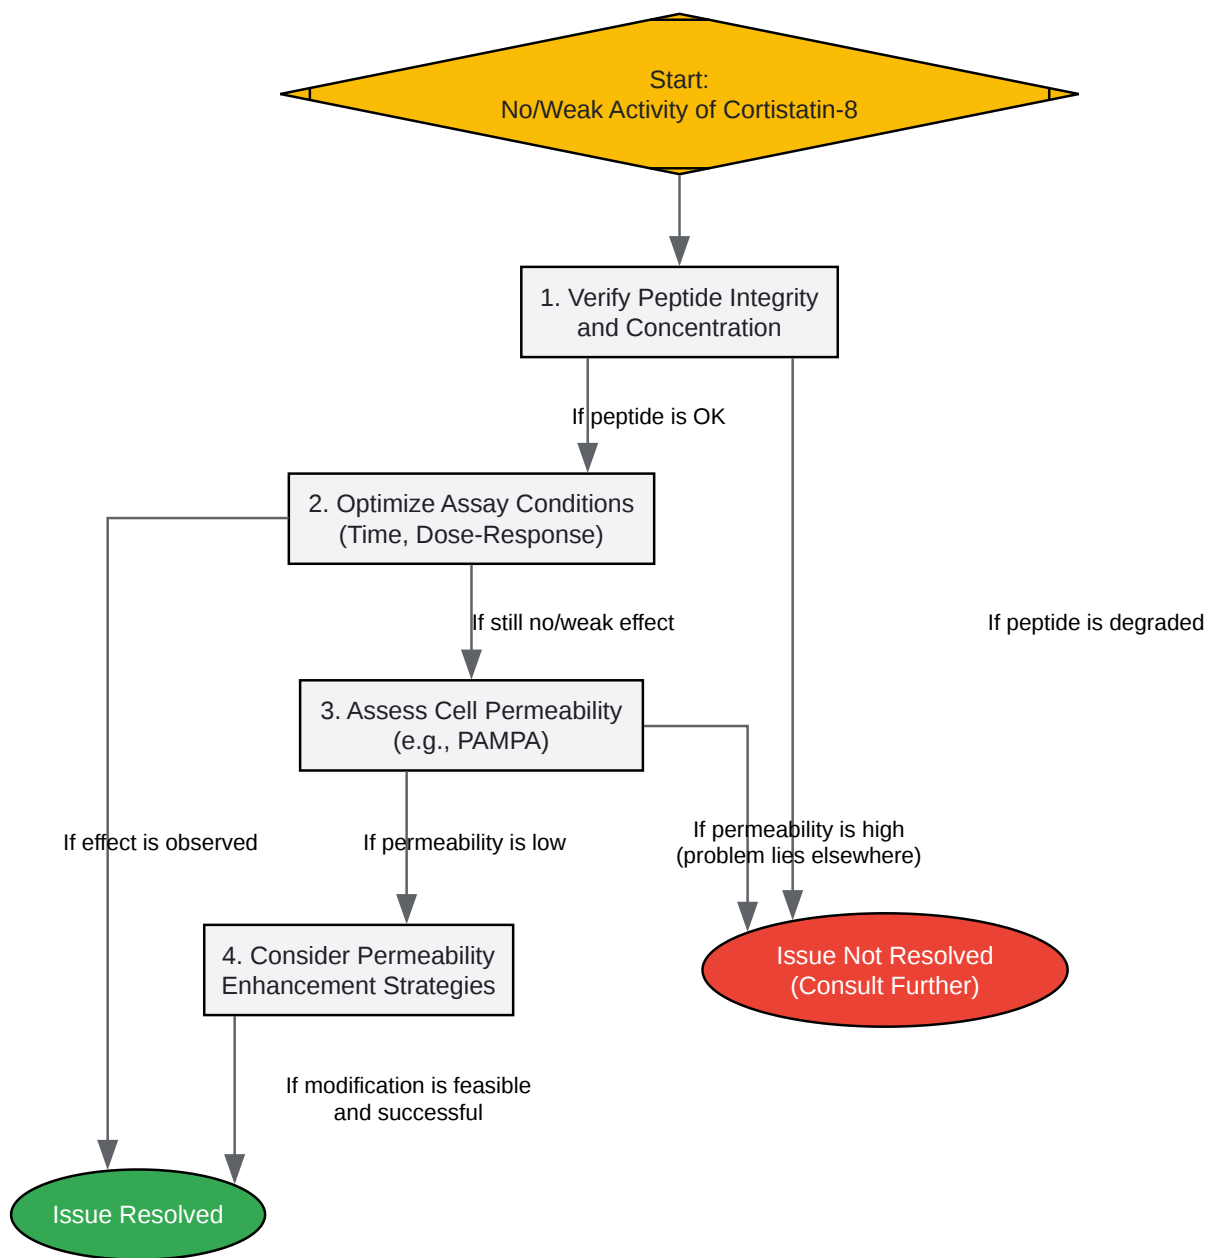 Start:
No/Weak Activity of Cortistatin-8
1. Verify Peptide Integrity
and Concentration
If peptide is OK
2. Optimize Assay Conditions
(Time, Dose-Response)
If still no/weak effect
If peptide is degraded
3. Assess Cell Permeability
(e.g., PAMPA)
If effect is observed
If permeability is low
If permeability is high
(problem lies elsewhere)
4. Consider Permeability
Enhancement Strategies
Issue Not Resolved
(Consult Further)
If modification is feasible
and successful
Issue Resolved